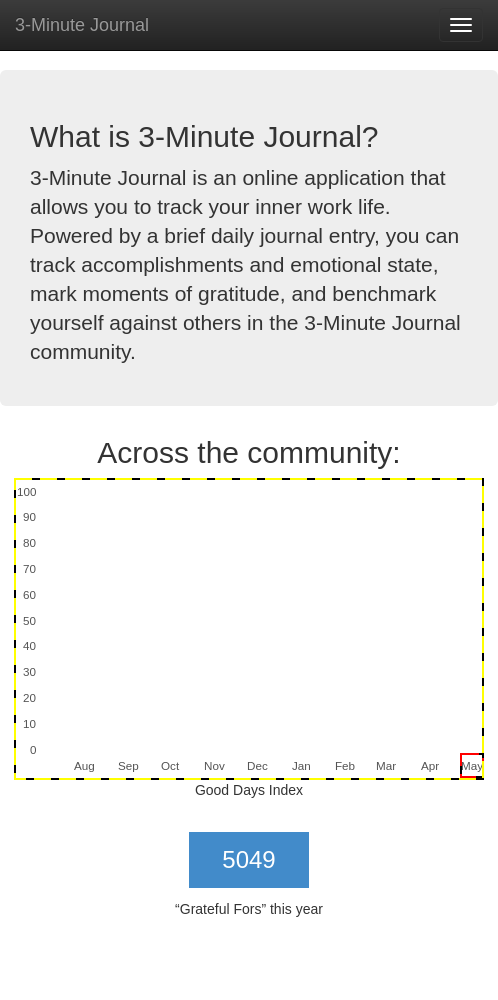 3-Minute Journal
What is 3-Minute Journal?
3-Minute Journal is an online application that
allows you to track your inner work life.
Powered by a brief daily journal entry, you can
track accomplishments and emotional state,
mark moments of gratitude, and benchmark
yourself against others in the 3-Minute Journal
community.
Across the community:
100
90
80
70
60
50
40
30
20
10
0
Aug Sep Oct Nov Dec Jan Feb Mar Apr May
Good Days Index
5049
“Grateful Fors” this year